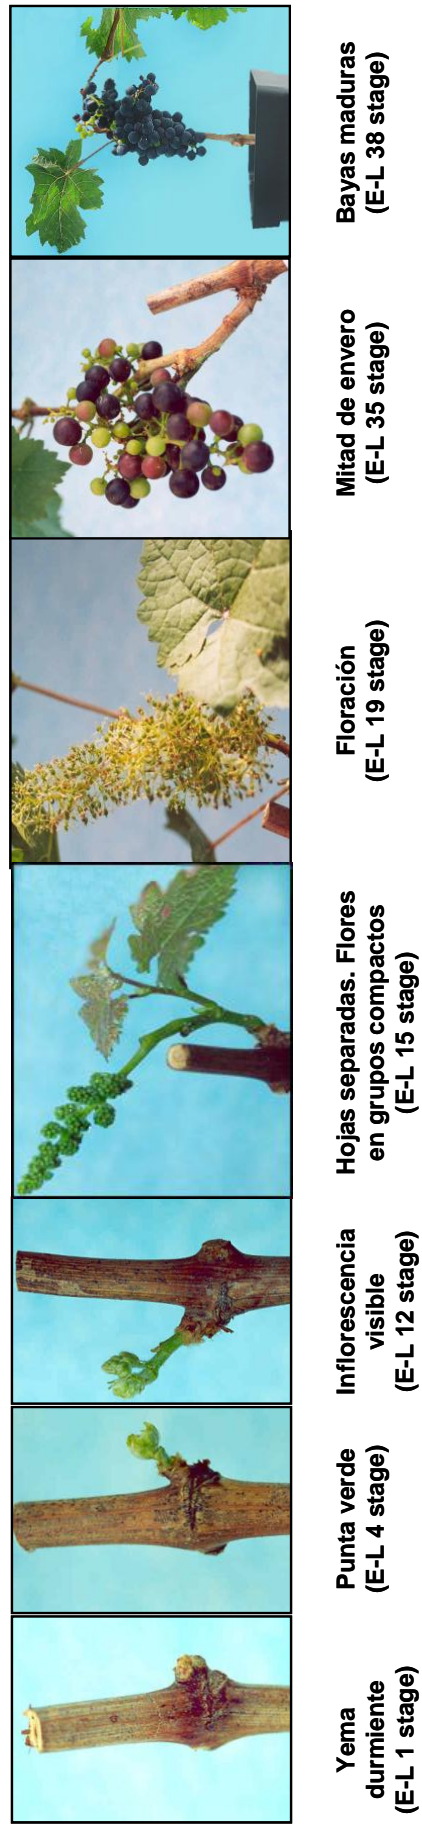 Yema
durmiente
(E-L 1 stage)
Punta verde
(E-L 4 stage)
Inflorescencia
visible
(E-L 12 stage)
Hojas separadas. Flores
en grupos compactos
(E-L 15 stage)
Floración
(E-L 19 stage)
Mitad de envero
(E-L 35 stage)
Bayas maduras
(E-L 38 stage)